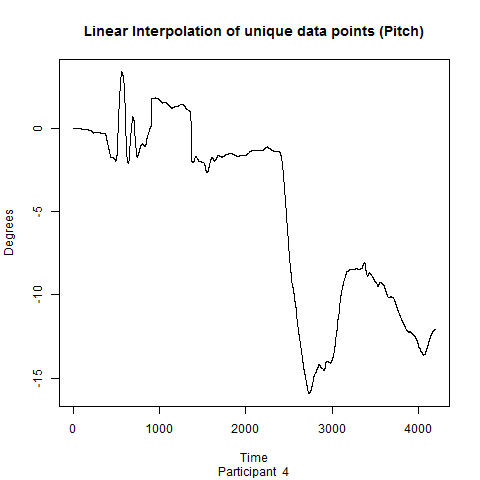 Linear Interpolation of unique data points (Pitch)
Degrees
0
-5
-10
-15
0 1000 2000 3000 4000
Time
Participant 4